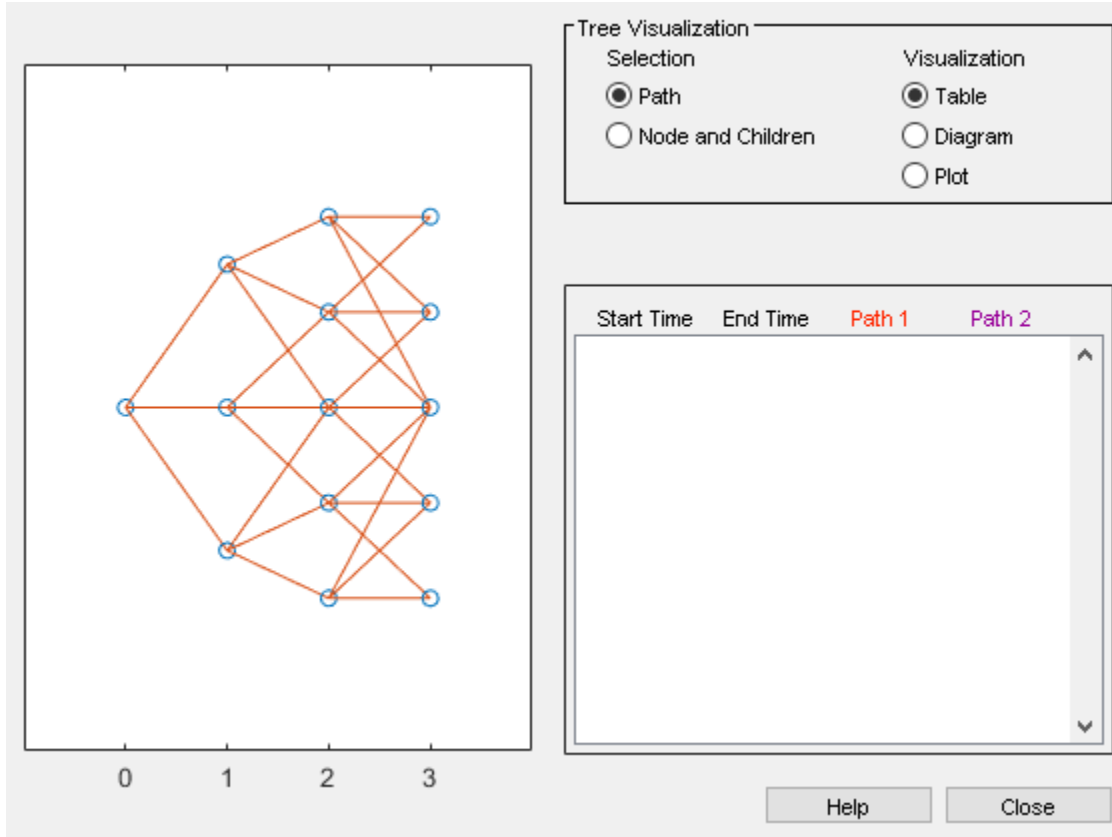 Tree Visualization
Selection
Visualization
Path
Table
Node and Children
Diagram
Plot
Start Time End Time Path 1 Path 2
0 1 2 3
Help Close